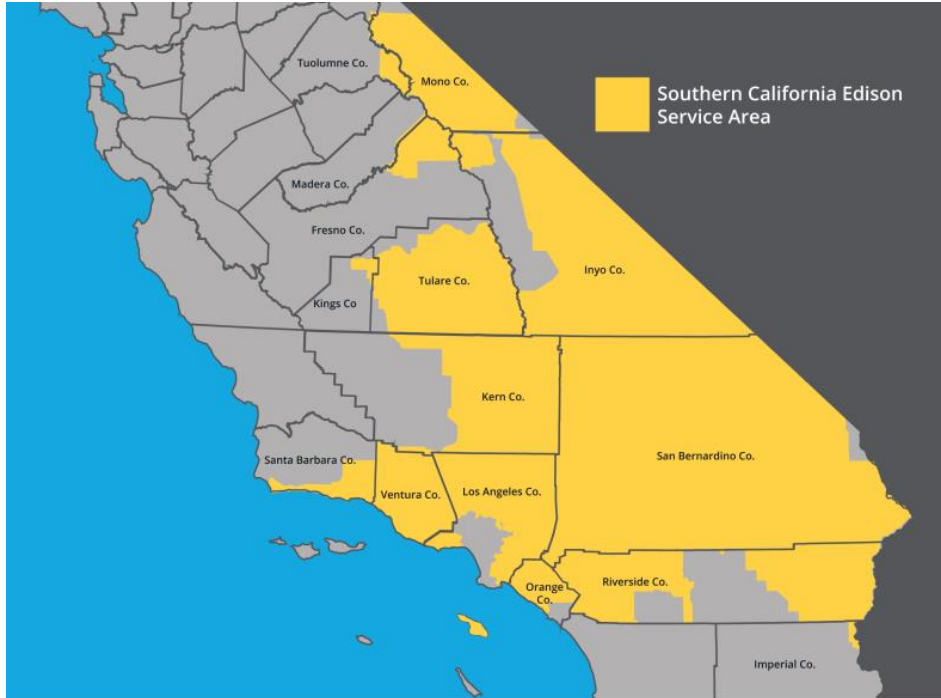 Tuolumne Co.
Mono Co.
Southern California Edison
Service Area
Madera Co.
Fresno Co.
Inyo Co.
Tulare Co.
Kings Co
Kern Co.
San Bernardino Co.
Santa Barbara Co.
Ventura Co.
Los Angeles Co.
Orange
Co.
Riverside Co.
Imperial Co.